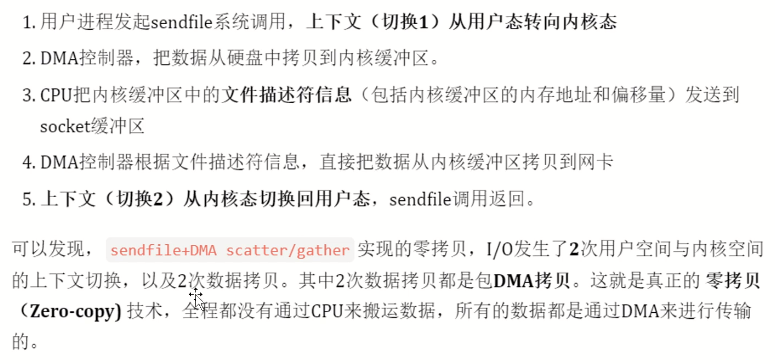 1. 用户进程发起sendfile系统调用，上下文（切换1）从用户态转向内核态
2. DMA控制器，把数据从硬盘中拷贝到内核缓冲区。
3. CPU把内核缓冲区中的文件描述符信息（包括内核缓冲区的内存地址和偏移量）发送到
socket缓冲区
4. DMA控制器根据文件描述符信息，直接把数据从内核缓冲区拷贝到网卡
5. 上下文（切换2）从内核态切换回用户态，sendfile调用返回。
可以发现， sendfile+DMA scatter/gather 实现的零拷贝，I/O发生了2次用户空间与内核空间
的上下文切换，以及2次数据拷贝。其中2次数据拷贝都是包DMA拷贝。这就是真正的 零拷贝
（Zero-copy) 技术，全程都没有通过CPU来搬运数据，所有的数据都是通过DMA来进行传输
的。